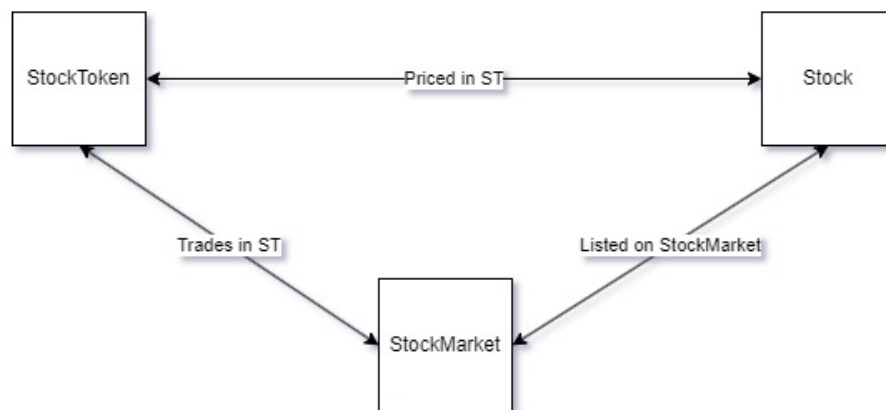 StockToken
Priced in ST
Stock
Trades in ST
Listed on StockMarket
StockMarket